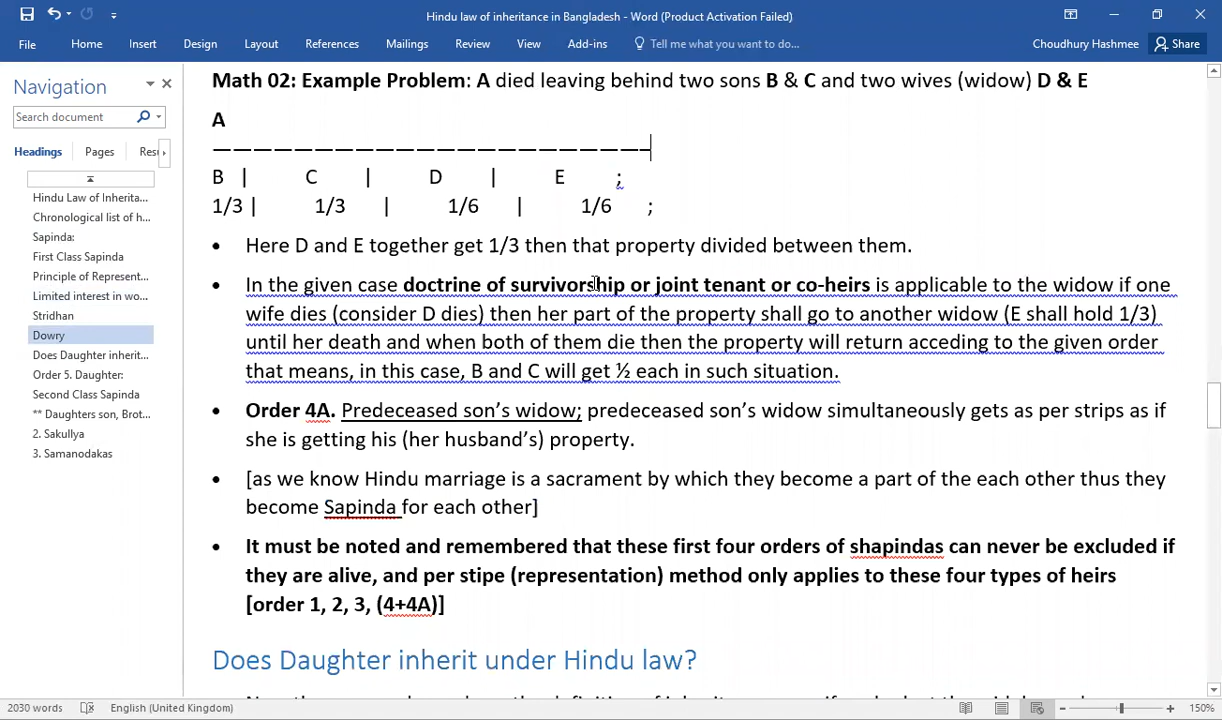 Hindu law of inheritance in Bangladesh - Word (Product Activation Failed)
File Home Insert Design Layout References Mailings Review View Add-ins Tell me what you want to do... Choudhury Hashmee Share
Navigation
Search document
Headings Pages Resu
Hindu Law of Inherita...
Chronological list of h...
Sapinda:
First Class Sapinda
Principle of Represent...
Limited interest in wo...
Stridhan
Dowry
Does Daughter inherit...
Order 5. Daughter:
Second Class Sapinda
** Daughters son, Brot...
2. Sakullya
3. Samanodakas
Math 02: Example Problem: A died leaving behind two sons B & C and two wives (widow) D & E
A
——————————————————————
B | C | D | E ;
1/3 | 1/3 | 1/6 | 1/6 ;
• Here D and E together get 1/3 then that property divided between them.
• In the given case doctrine of survivorship or joint tenant or co-heirs is applicable to the widow if one
wife dies (consider D dies) then her part of the property shall go to another widow (E shall hold 1/3)
until her death and when both of them die then the property will return acceding to the given order
that means, in this case, B and C will get ½ each in such situation.
• Order 4A. Predeceased son's widow; predeceased son's widow simultaneously gets as per strips as if
she is getting his (her husband's) property.
• [as we know Hindu marriage is a sacrament by which they become a part of the each other thus they
become Sapinda for each other]
• It must be noted and remembered that these first four orders of shapindas can never be excluded if
they are alive, and per stipe (representation) method only applies to these four types of heirs
[order 1, 2, 3, (4+4A)]
Does Daughter inherit under Hindu law?
2030 words English (United Kingdom) 150%